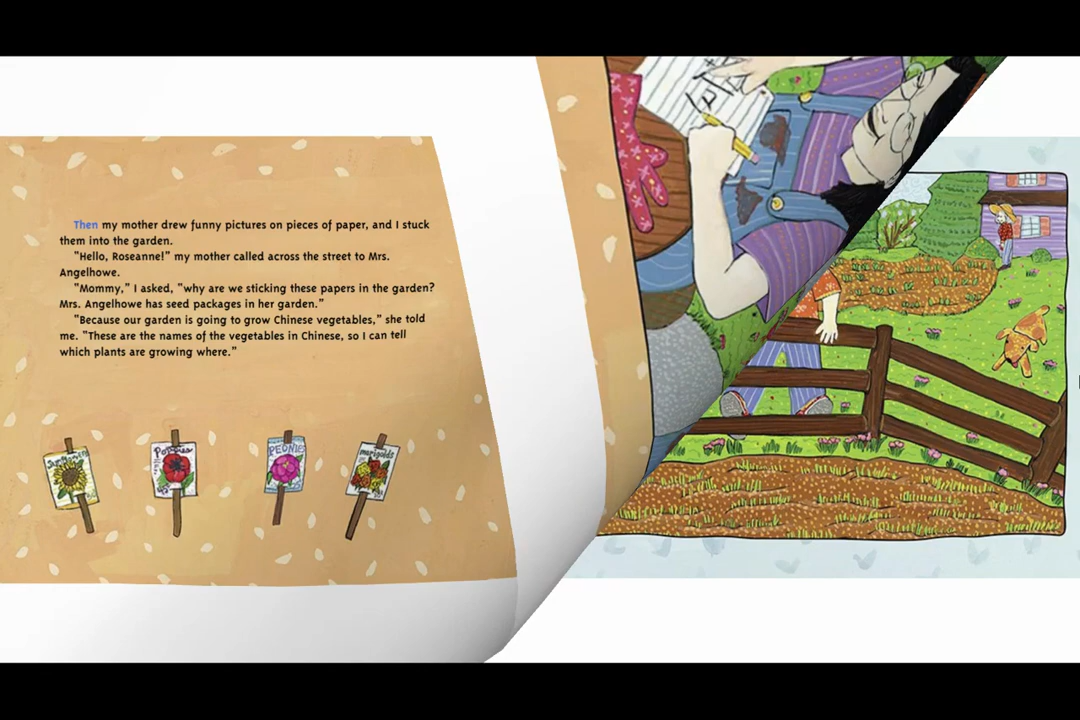 Then my mother drew funny pictures on pieces of paper, and I stuck
them into the garden.
"Hello, Roseanne!" my mother called across the street to Mrs.
Angelhowe.
"Mommy," I asked, "why are we sticking these papers in the garden?
Mrs. Angelhowe has seed packages in her garden."
"Because our garden is going to grow Chinese vegetables," she told
me. "These are the names of the vegetables in Chinese, so I can tell
which plants are growing where."
Sunflowers
Poppies
PEONIES
marigolds